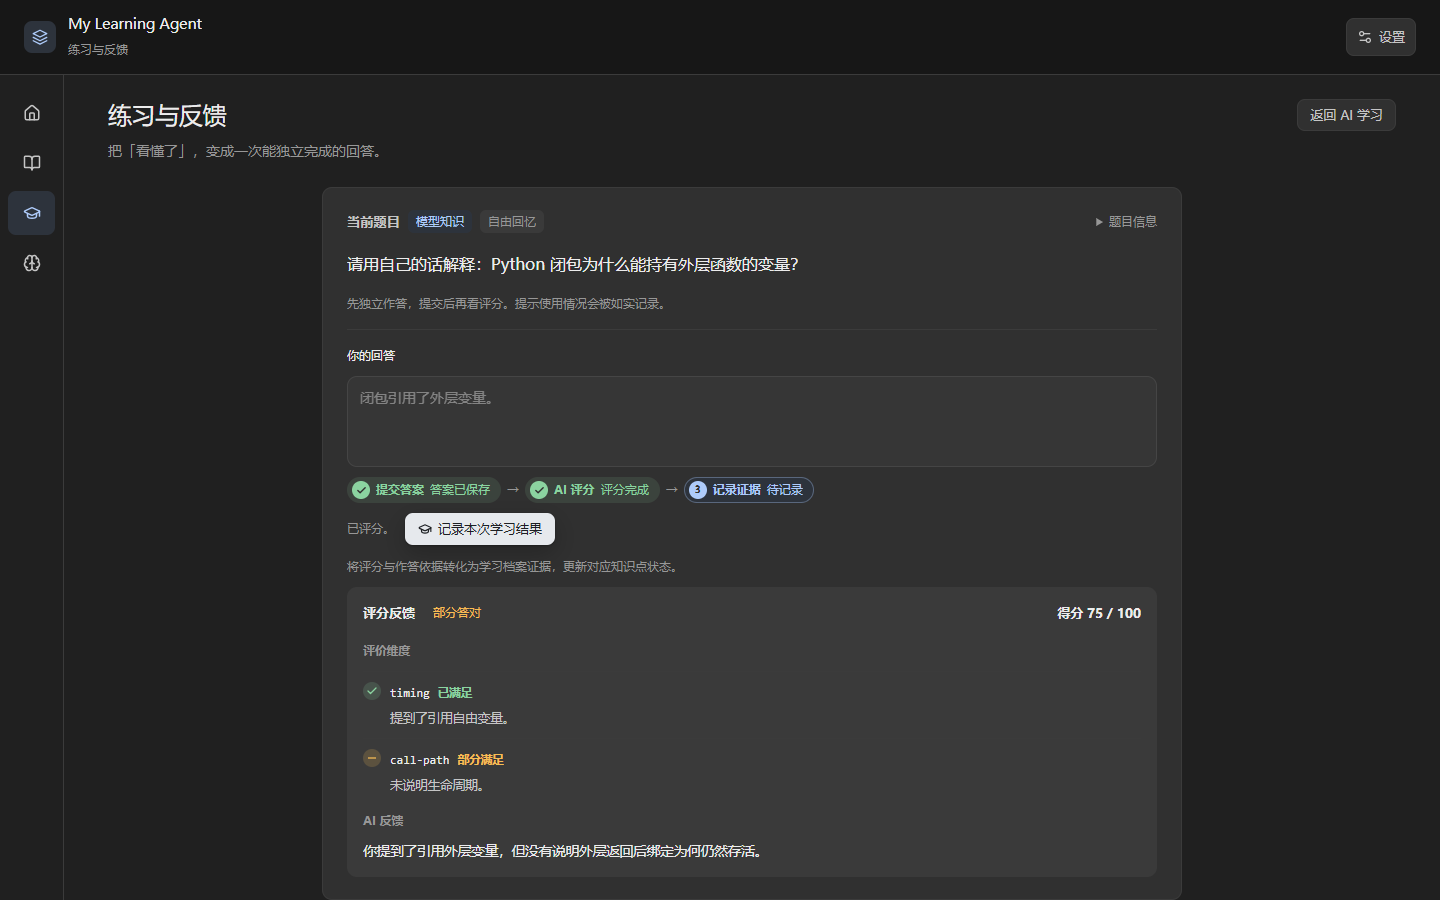 My Learning Agent
练习与反馈
设置
练习与反馈
返回 AI 学习
把「看懂了」，变成一次能独立完成的回答。
当前题目 模型知识 自由回忆
题目信息
请用自己的话解释：Python 闭包为什么能持有外层函数的变量？
先独立作答，提交后再看评分。提示使用情况会被如实记录。
你的回答
闭包引用了外层变量。
提交答案 答案已保存 → AI 评分 评分完成 → 3 记录证据 待记录
已评分。 记录本次学习结果
将评分与作答依据转化为学习档案证据，更新对应知识点状态。
评分反馈 部分答对 得分 75 / 100
评价维度
timing 已满足
提到了引用自由变量。
call-path 部分满足
未说明生命周期。
AI 反馈
你提到了引用外层变量，但没有说明外层返回后绑定为何仍然存活。